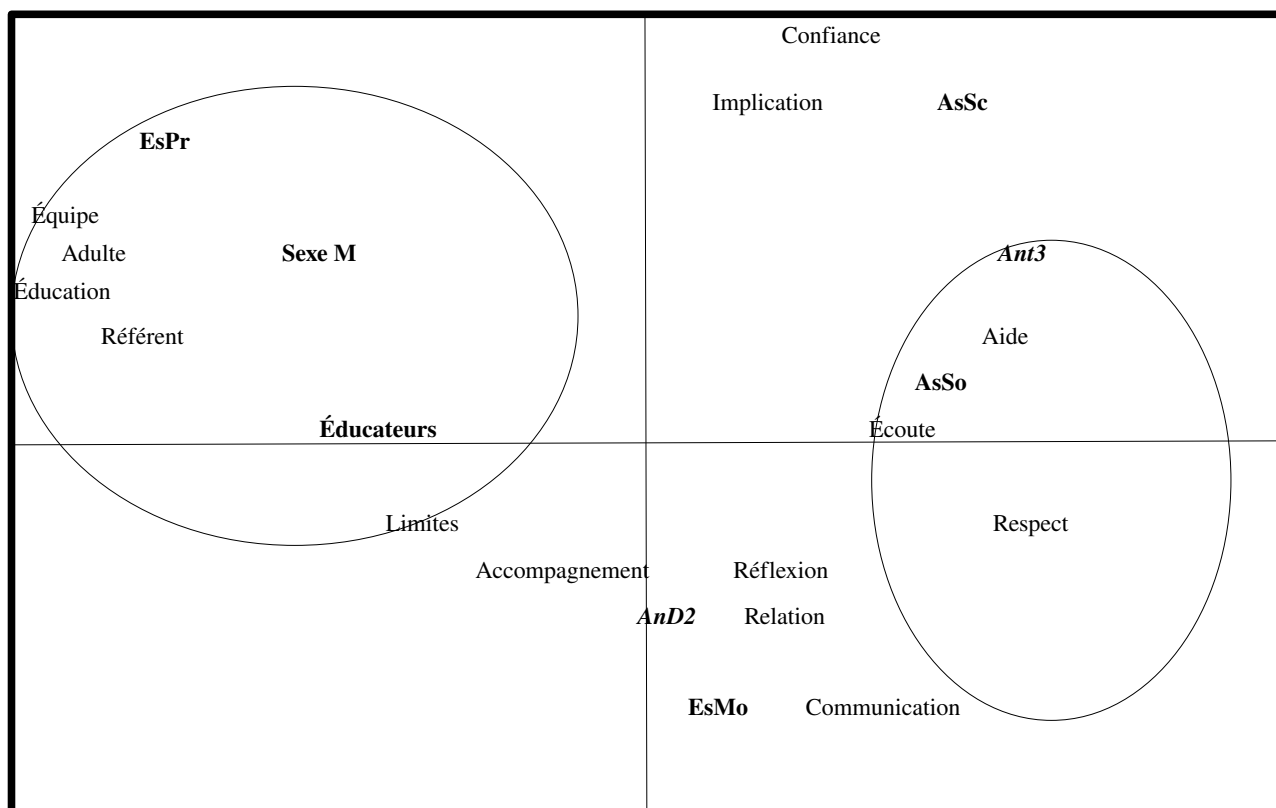 Confiance
Implication AsSc
EsPr
Équipe
Adulte Sexe M Ant3
Éducation
Référent Aide
AsSo
Éducateurs Écoute
Limites Respect
Accompagnement Réflexion
AnD2 Relation
EsMo Communication